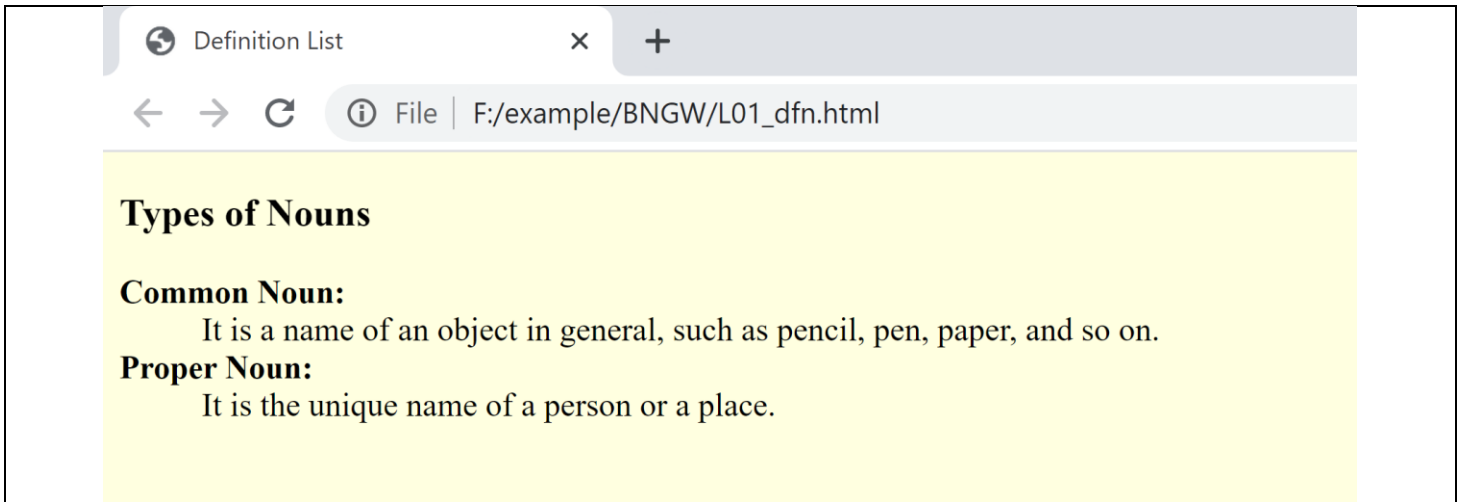 Definition List
File F:/example/BNGW/L01_dfn.html
Types of Nouns
Common Noun:
It is a name of an object in general, such as pencil, pen, paper, and so on.
Proper Noun:
It is the unique name of a person or a place.